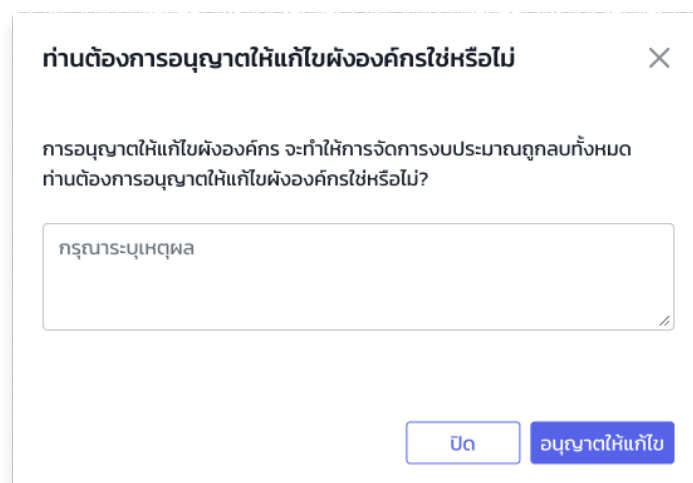 ท่านต้องการอนุญาตให้แก้ไขผังองค์กรใช่หรือไม่
การอนุญาตให้แก้ไขผังองค์กร จะทำให้การจัดการงบประมาณถูกลบทั้งหมด
ท่านต้องการอนุญาตให้แก้ไขผังองค์กรใช่หรือไม่?
กรุณาระบุเหตุผล
ปิด
อนุญาตให้แก้ไข